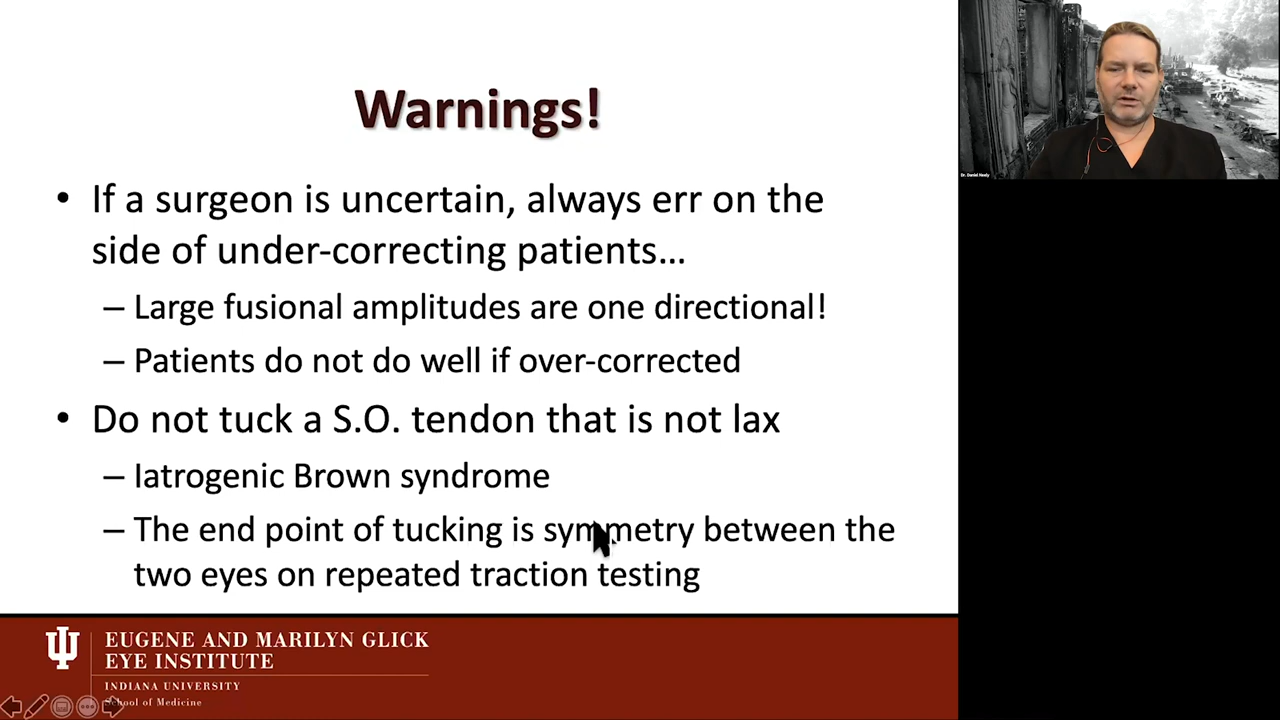 Warnings!
• If a surgeon is uncertain, always err on the
side of under-correcting patients…
– Large fusional amplitudes are one directional!
– Patients do not do well if over-corrected
• Do not tuck a S.O. tendon that is not lax
– Iatrogenic Brown syndrome
– The end point of tucking is symmetry between the
two eyes on repeated traction testing
EUGENE AND MARILYN GLICK
EYE INSTITUTE
INDIANA UNIVERSITY
School of Medicine
Dr. Daniel Neely